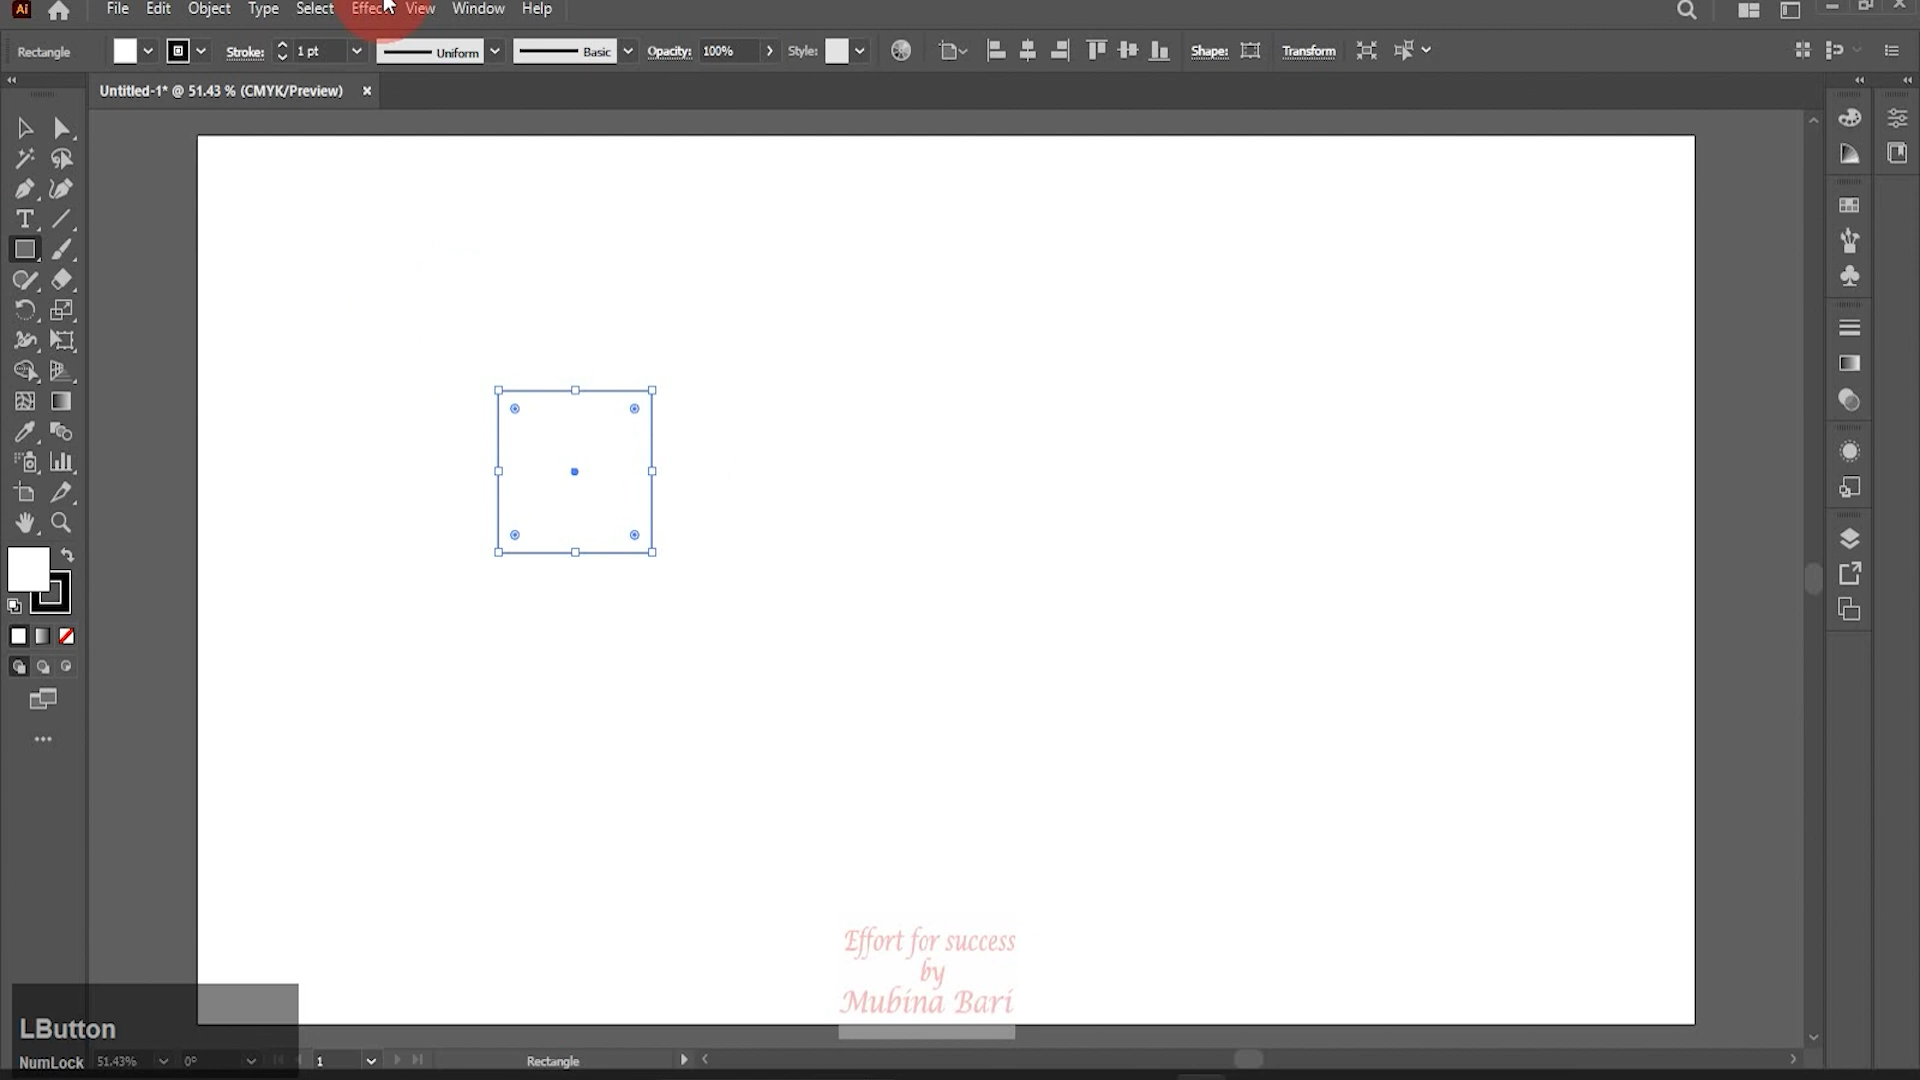 Ai File Edit Object Type Select Effect View Window Help
Rectangle Stroke: 1 pt Uniform Basic Opacity: 100% Style: Shape: Transform
Untitled-1* @ 51.43 % (CMYK/Preview) ×
Effort for success
by
Mubina Bari
LButton
NumLock 51.43% 0° 1 Rectangle